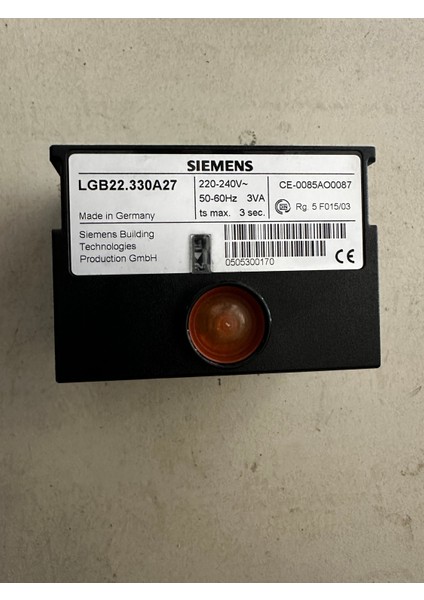 SIEMENS
LGB22.330A27
220-240V~
50-60Hz 3VA
ts max. 3 sec.
CE-0085AO0087
Rg. 5 F015/03
Made in Germany
Siemens Building
Technologies
Production GmbH
0505300170
CE